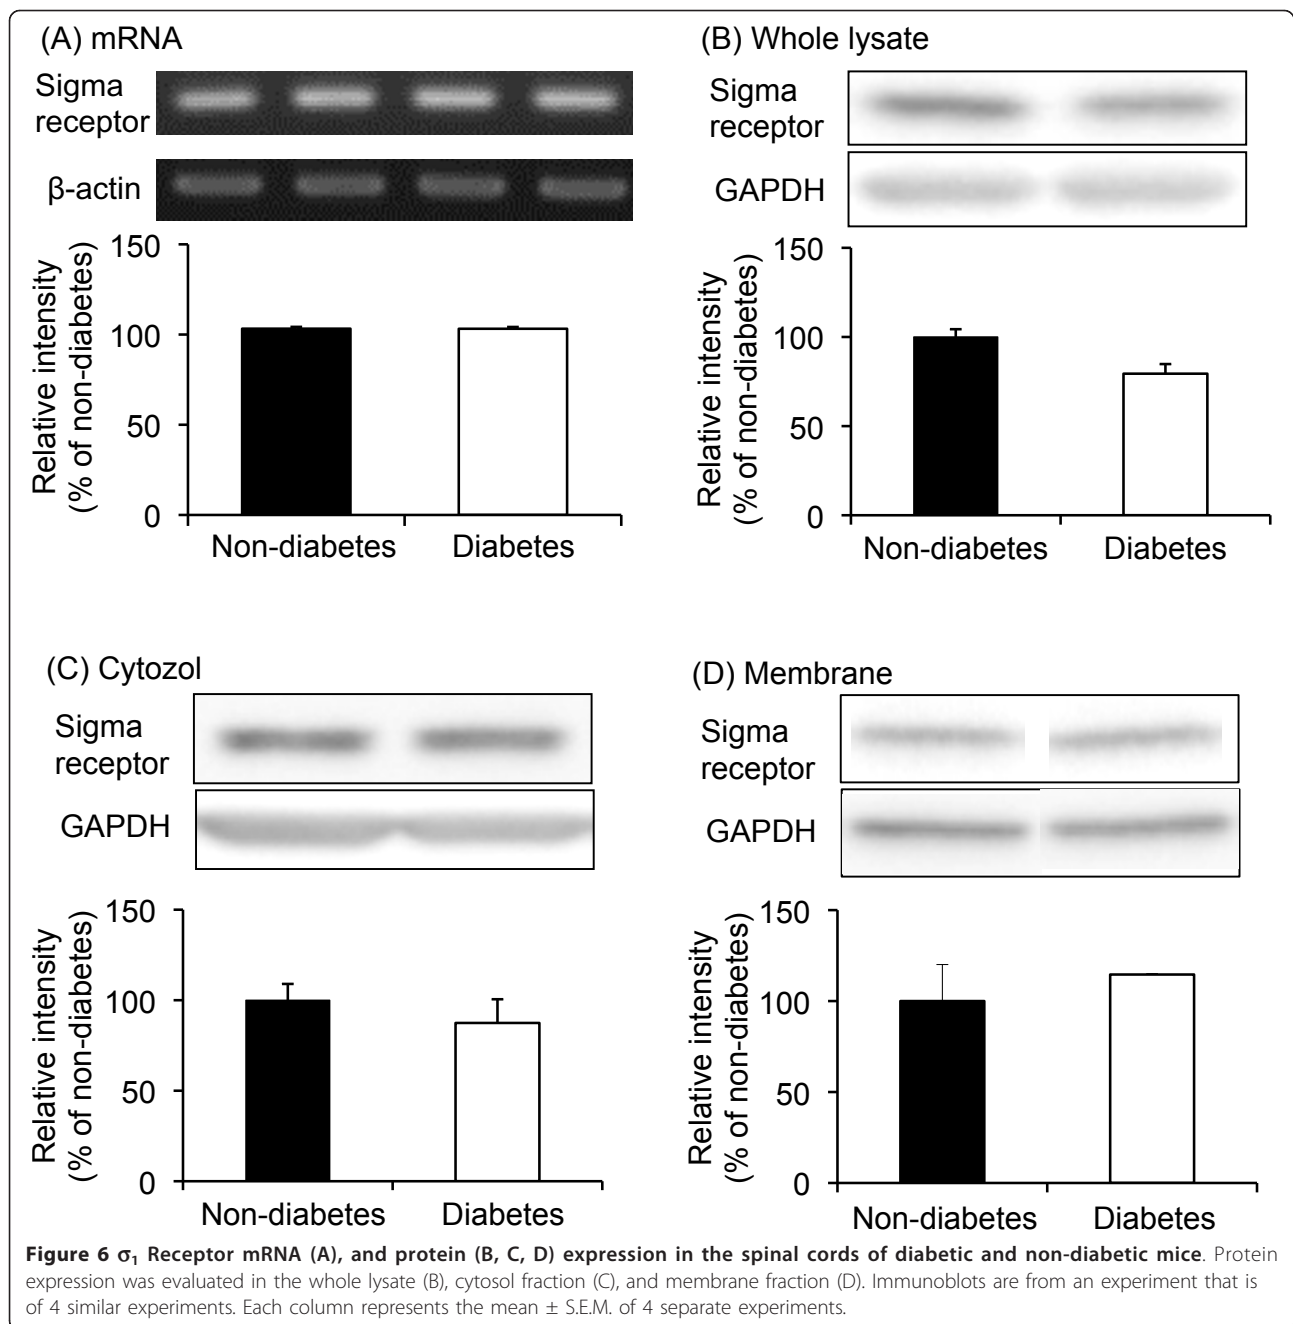 (A) mRNA
Sigma
receptor
β-actin
Relative intensity
(% of non-diabetes)
150
100
50
0
Non-diabetes
Diabetes
(B) Whole lysate
Sigma
receptor
GAPDH
Relative intensity
(% of non-diabetes)
150
100
50
0
Non-diabetes
Diabetes
(C) Cytozol
Sigma
receptor
GAPDH
Relative intensity
(% of non-diabetes)
150
100
50
0
Non-diabetes
Diabetes
(D) Membrane
Sigma
receptor
GAPDH
Relative intensity
(% of non-diabetes)
150
100
50
0
Non-diabetes
Diabetes
Figure 6 σ₁ Receptor mRNA (A), and protein (B, C, D) expression in the spinal cords of diabetic and non-diabetic mice. Protein
expression was evaluated in the whole lysate (B), cytosol fraction (C), and membrane fraction (D). Immunoblots are from an experiment that is
of 4 similar experiments. Each column represents the mean ± S.E.M. of 4 separate experiments.